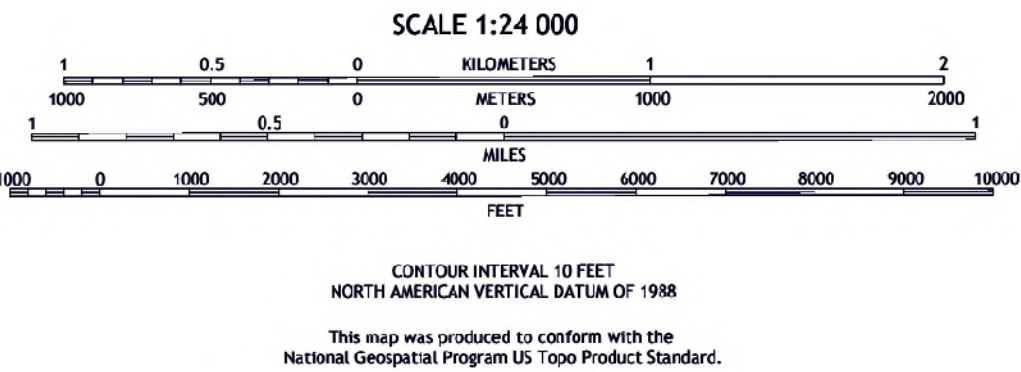 SCALE 1:24 000
1 0.5 0 KILOMETERS 1 2
1000 500 0 METERS 1000 2000
1 0.5 0 1
MILES
1000 0 1000 2000 3000 4000 5000 6000 7000 8000 9000 10000
FEET
CONTOUR INTERVAL 10 FEET
NORTH AMERICAN VERTICAL DATUM OF 1988
This map was produced to conform with the
National Geospatial Program US Topo Product Standard.